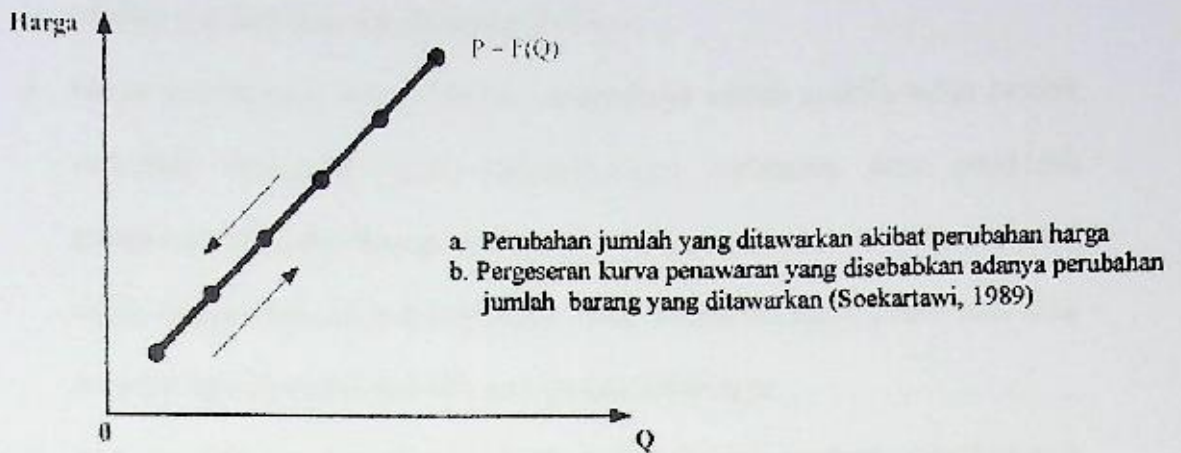 Harga
P = F(Q)
a. Perubahan jumlah yang ditawarkan akibat perubahan harga
b. Pergeseran kurva penawaran yang disebabkan adanya perubahan
jumlah barang yang ditawarkan (Soekartawi, 1989)
0
Q